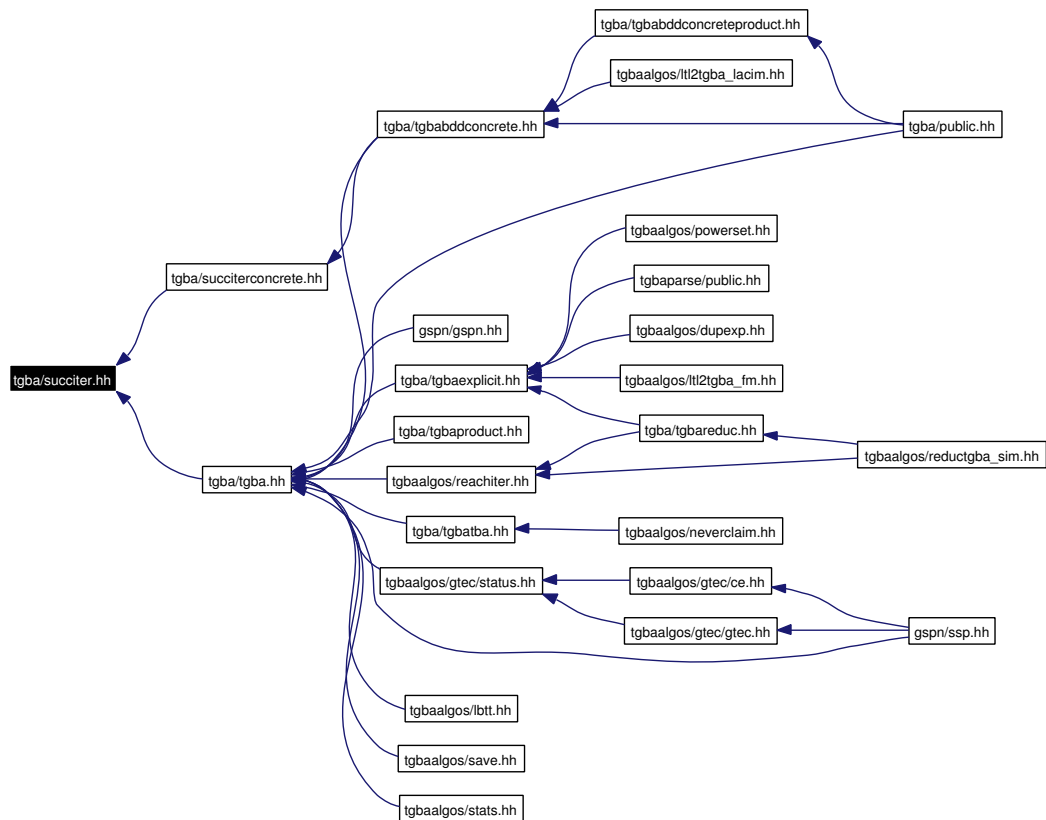 tgba/tgbabddconcreteproduct.hh
tgbaalgos/ltl2tgba_lacim.hh
tgba/tgbabddconcrete.hh
tgba/public.hh
tgbaalgos/powerset.hh
tgba/succiterconcrete.hh
tgbaparse/public.hh
gspn/gspn.hh
tgbaalgos/dupexp.hh
tgba/succiter.hh
tgba/tgbaexplicit.hh
tgbaalgos/ltl2tgba_fm.hh
tgba/tgbaproduct.hh
tgba/tgbareduc.hh
tgbaalgos/reductgba_sim.hh
tgba/tgba.hh
tgbaalgos/reachiter.hh
tgba/tgbatba.hh
tgbaalgos/neverclaim.hh
tgbaalgos/gtec/status.hh
tgbaalgos/gtec/ce.hh
tgbaalgos/gtec/gtec.hh
gspn/ssp.hh
tgbaalgos/lbtt.hh
tgbaalgos/save.hh
tgbaalgos/stats.hh